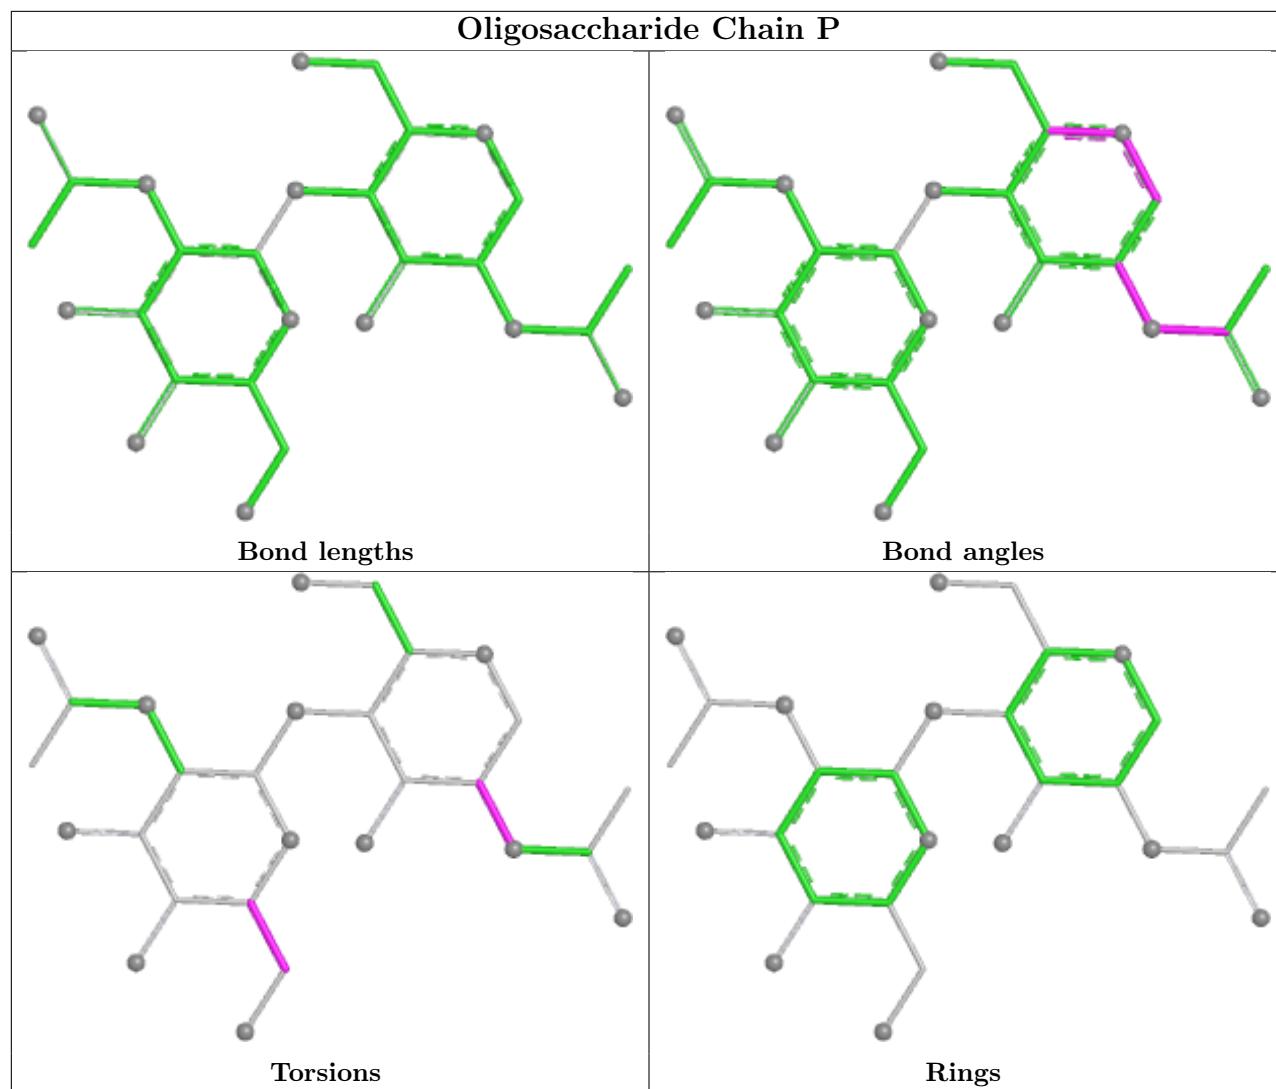 Oligosaccharide Chain P
Bond lengths
Bond angles
Torsions
Rings